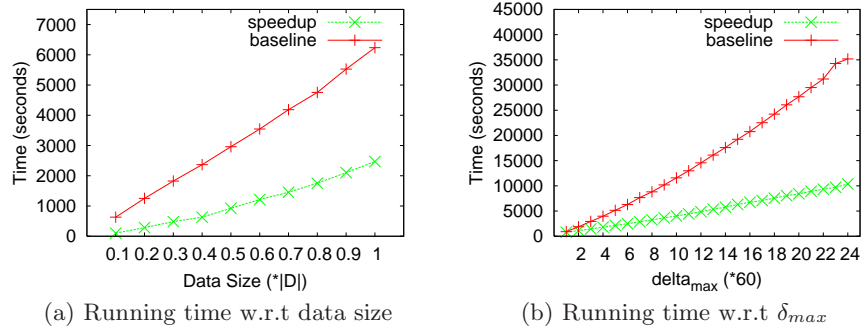 7000
6000
5000
4000
3000
2000
1000
0
Time (seconds)
speedup
baseline
0.1 0.2 0.3 0.4 0.5 0.6 0.7 0.8 0.9 1
Data Size (*|D|)
(a) Running time w.r.t data size
45000
40000
35000
30000
25000
20000
15000
10000
5000
0
Time (seconds)
speedup
baseline
2 4 6 8 10 12 14 16 18 20 22 24
delta_max (*60)
(b) Running time w.r.t δ_max